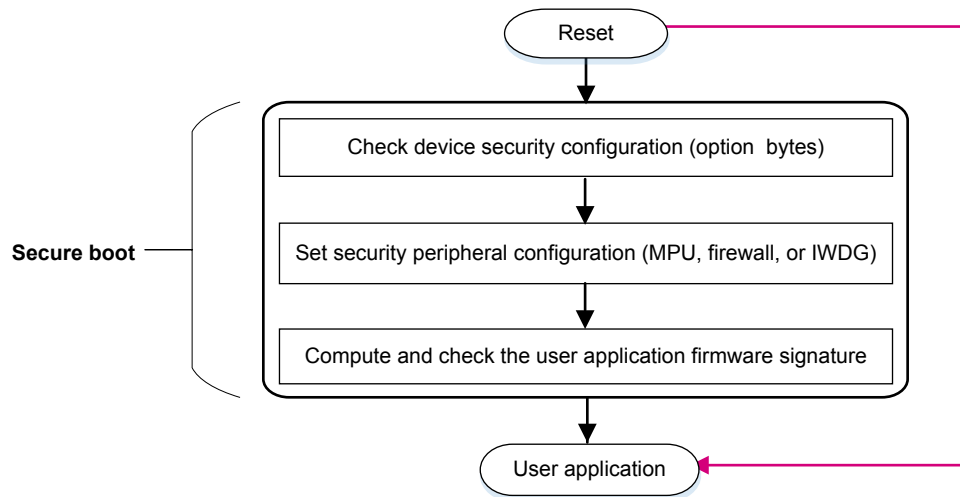 Reset
Check device security configuration (option bytes)
Secure boot
Set security peripheral configuration (MPU, firewall, or IWDG)
Compute and check the user application firmware signature
User application